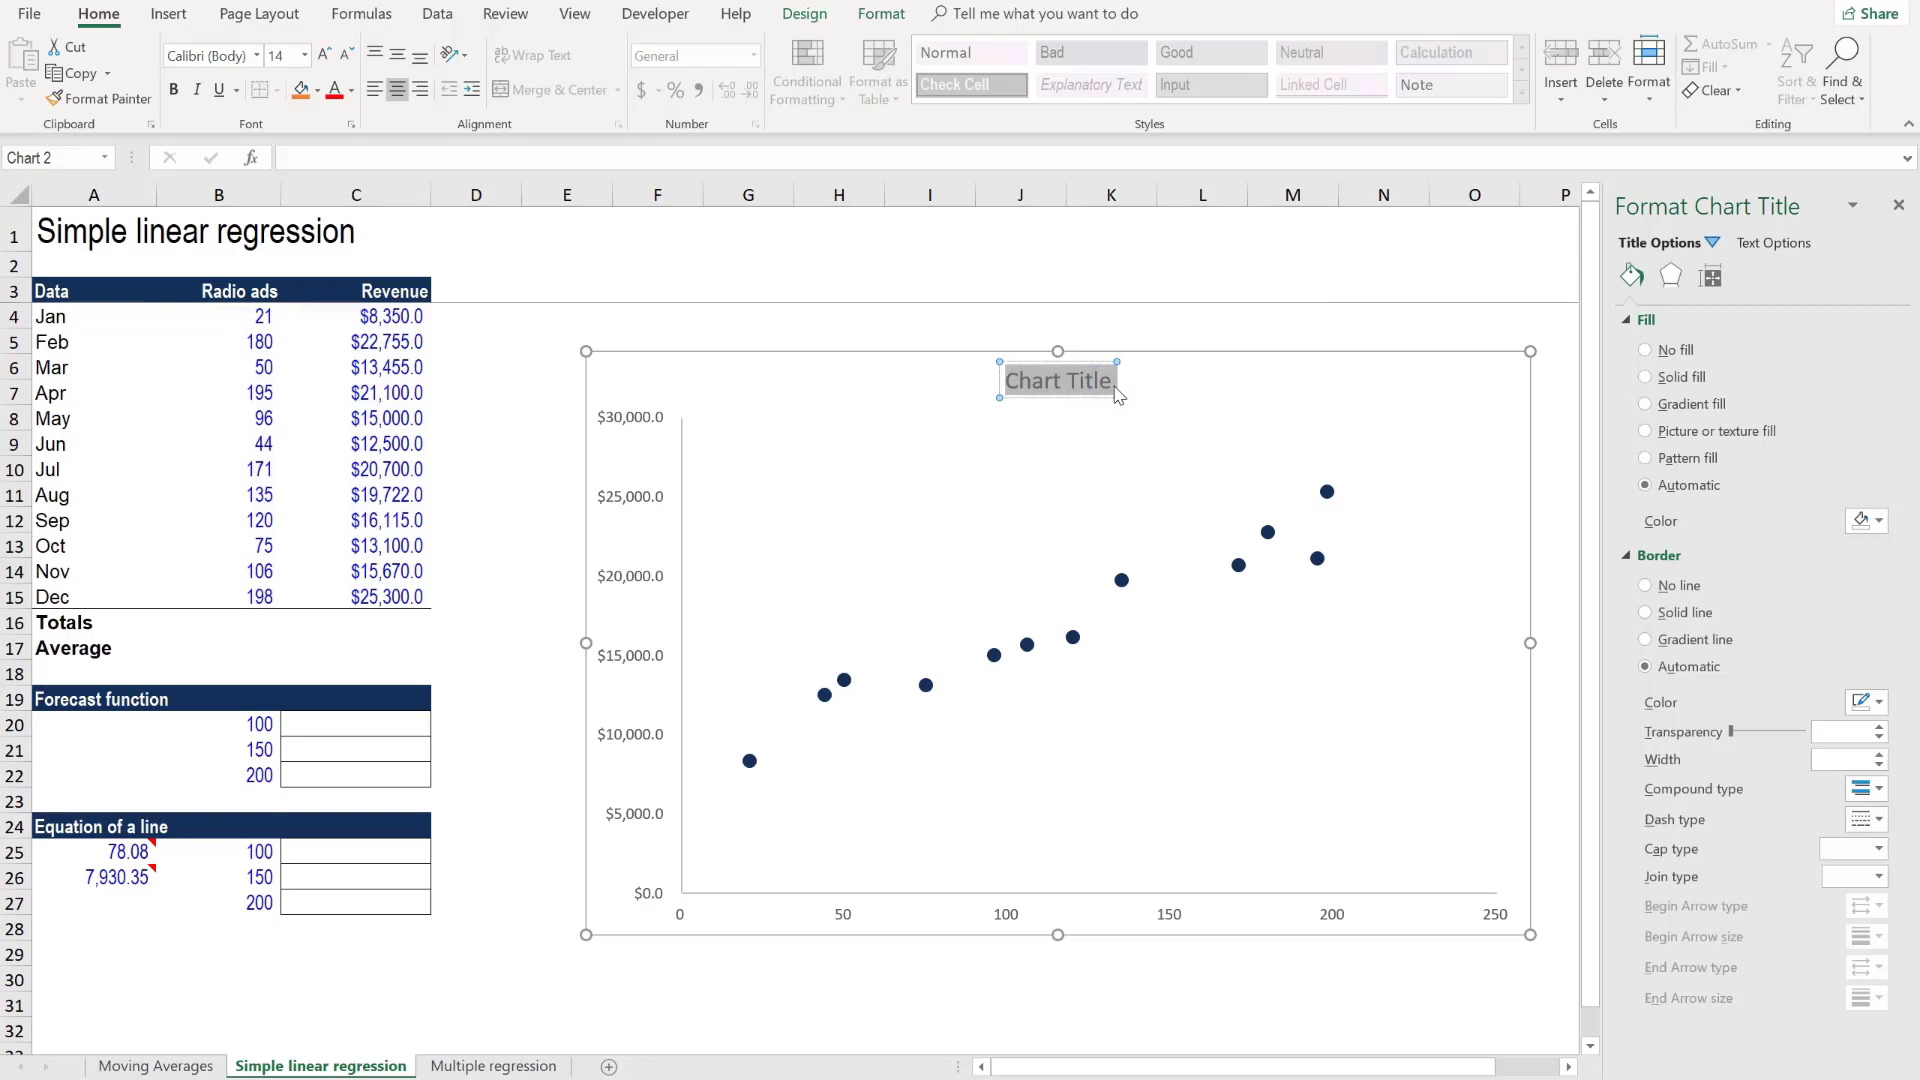 File Home Insert Page Layout Formulas Data Review View Developer Help Design Format Tell me what you want to do Share
Paste
Cut
Copy
Format Painter
Clipboard
Calibri (Body) 14
B I U
Font
Wrap Text
Merge & Center
Alignment
General
$ % 9
Number
Conditional
Formatting
Format as
Table
Normal Bad Good Neutral Calculation
Check Cell Explanatory Text Input Linked Cell Note
Styles
Insert Delete Format
Cells
AutoSum
Fill
Clear
Sort &
Filter
Find &
Select
Editing
Chart 2
fx
A B C D E F G H I J K L M N O P
1 Simple linear regression
2
3 Data Radio ads Revenue
4 Jan 21 $8,350.0
5 Feb 180 $22,755.0
6 Mar 50 $13,455.0
7 Apr 195 $21,100.0
8 May 96 $15,000.0
9 Jun 44 $12,500.0
10 Jul 171 $20,700.0
11 Aug 135 $19,722.0
12 Sep 120 $16,115.0
13 Oct 75 $13,100.0
14 Nov 106 $15,670.0
15 Dec 198 $25,300.0
16 Totals
17 Average
18
19 Forecast function
20 100
21 150
22 200
23
24 Equation of a line
25 78.08 100
26 7,930.35 150
27 200
28
29
30
31
32
Chart Title
$30,000.0
$25,000.0
$20,000.0
$15,000.0
$10,000.0
$5,000.0
$0.0
0 50 100 150 200 250
Format Chart Title
Title Options Text Options
Fill
No fill
Solid fill
Gradient fill
Picture or texture fill
Pattern fill
Automatic
Color
Border
No line
Solid line
Gradient line
Automatic
Color
Transparency
Width
Compound type
Dash type
Cap type
Join type
Begin Arrow type
Begin Arrow size
End Arrow type
End Arrow size
Moving Averages Simple linear regression Multiple regression